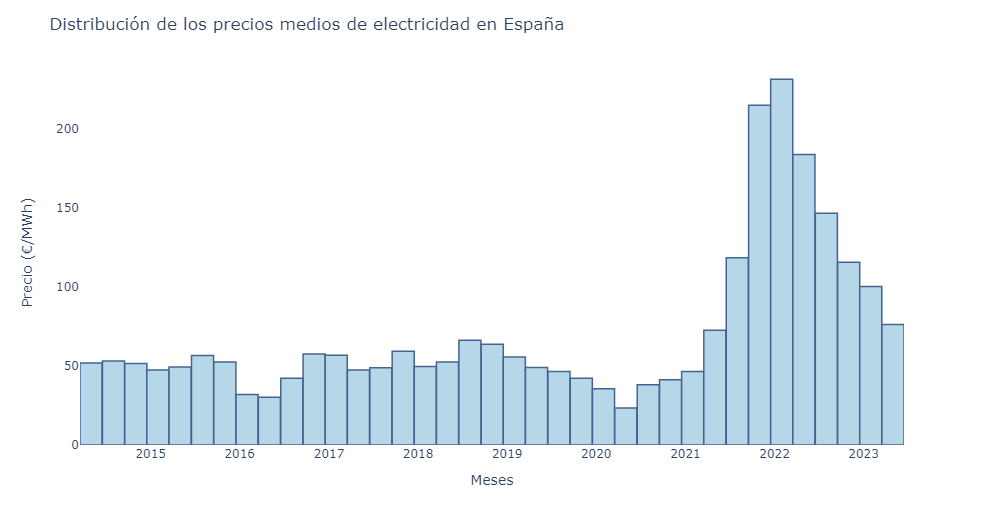 Distribución de los precios medios de electricidad en España
Precio (€/MWh)
200
150
100
50
0
2015 2016 2017 2018 2019 2020 2021 2022 2023
Meses